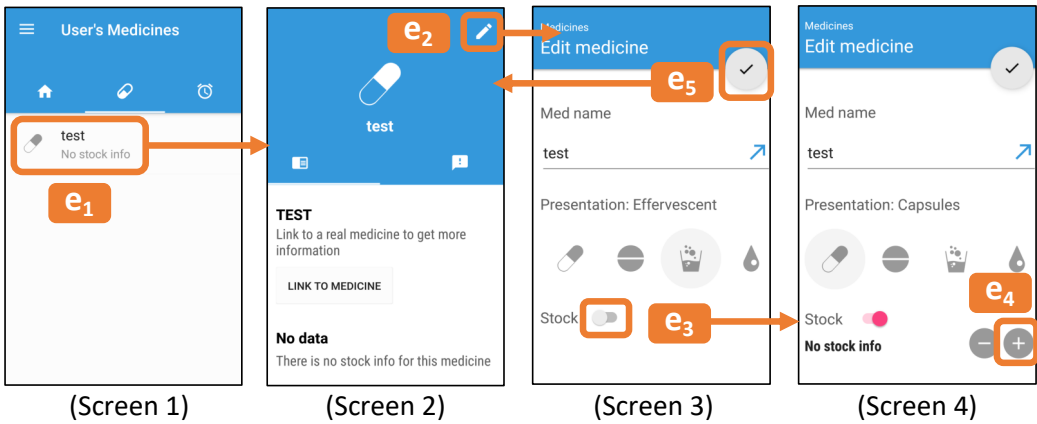 User's Medicines
test
No stock info
e1
(Screen 1)
e2
test
TEST
Link to a real medicine to get more
information
LINK TO MEDICINE
No data
There is no stock info for this medicine
(Screen 2)
Medicines
Edit medicine
e5
Med name
test
Presentation: Effervescent
Stock
e3
(Screen 3)
Medicines
Edit medicine
Med name
test
Presentation: Capsules
e4
Stock
No stock info
(Screen 4)